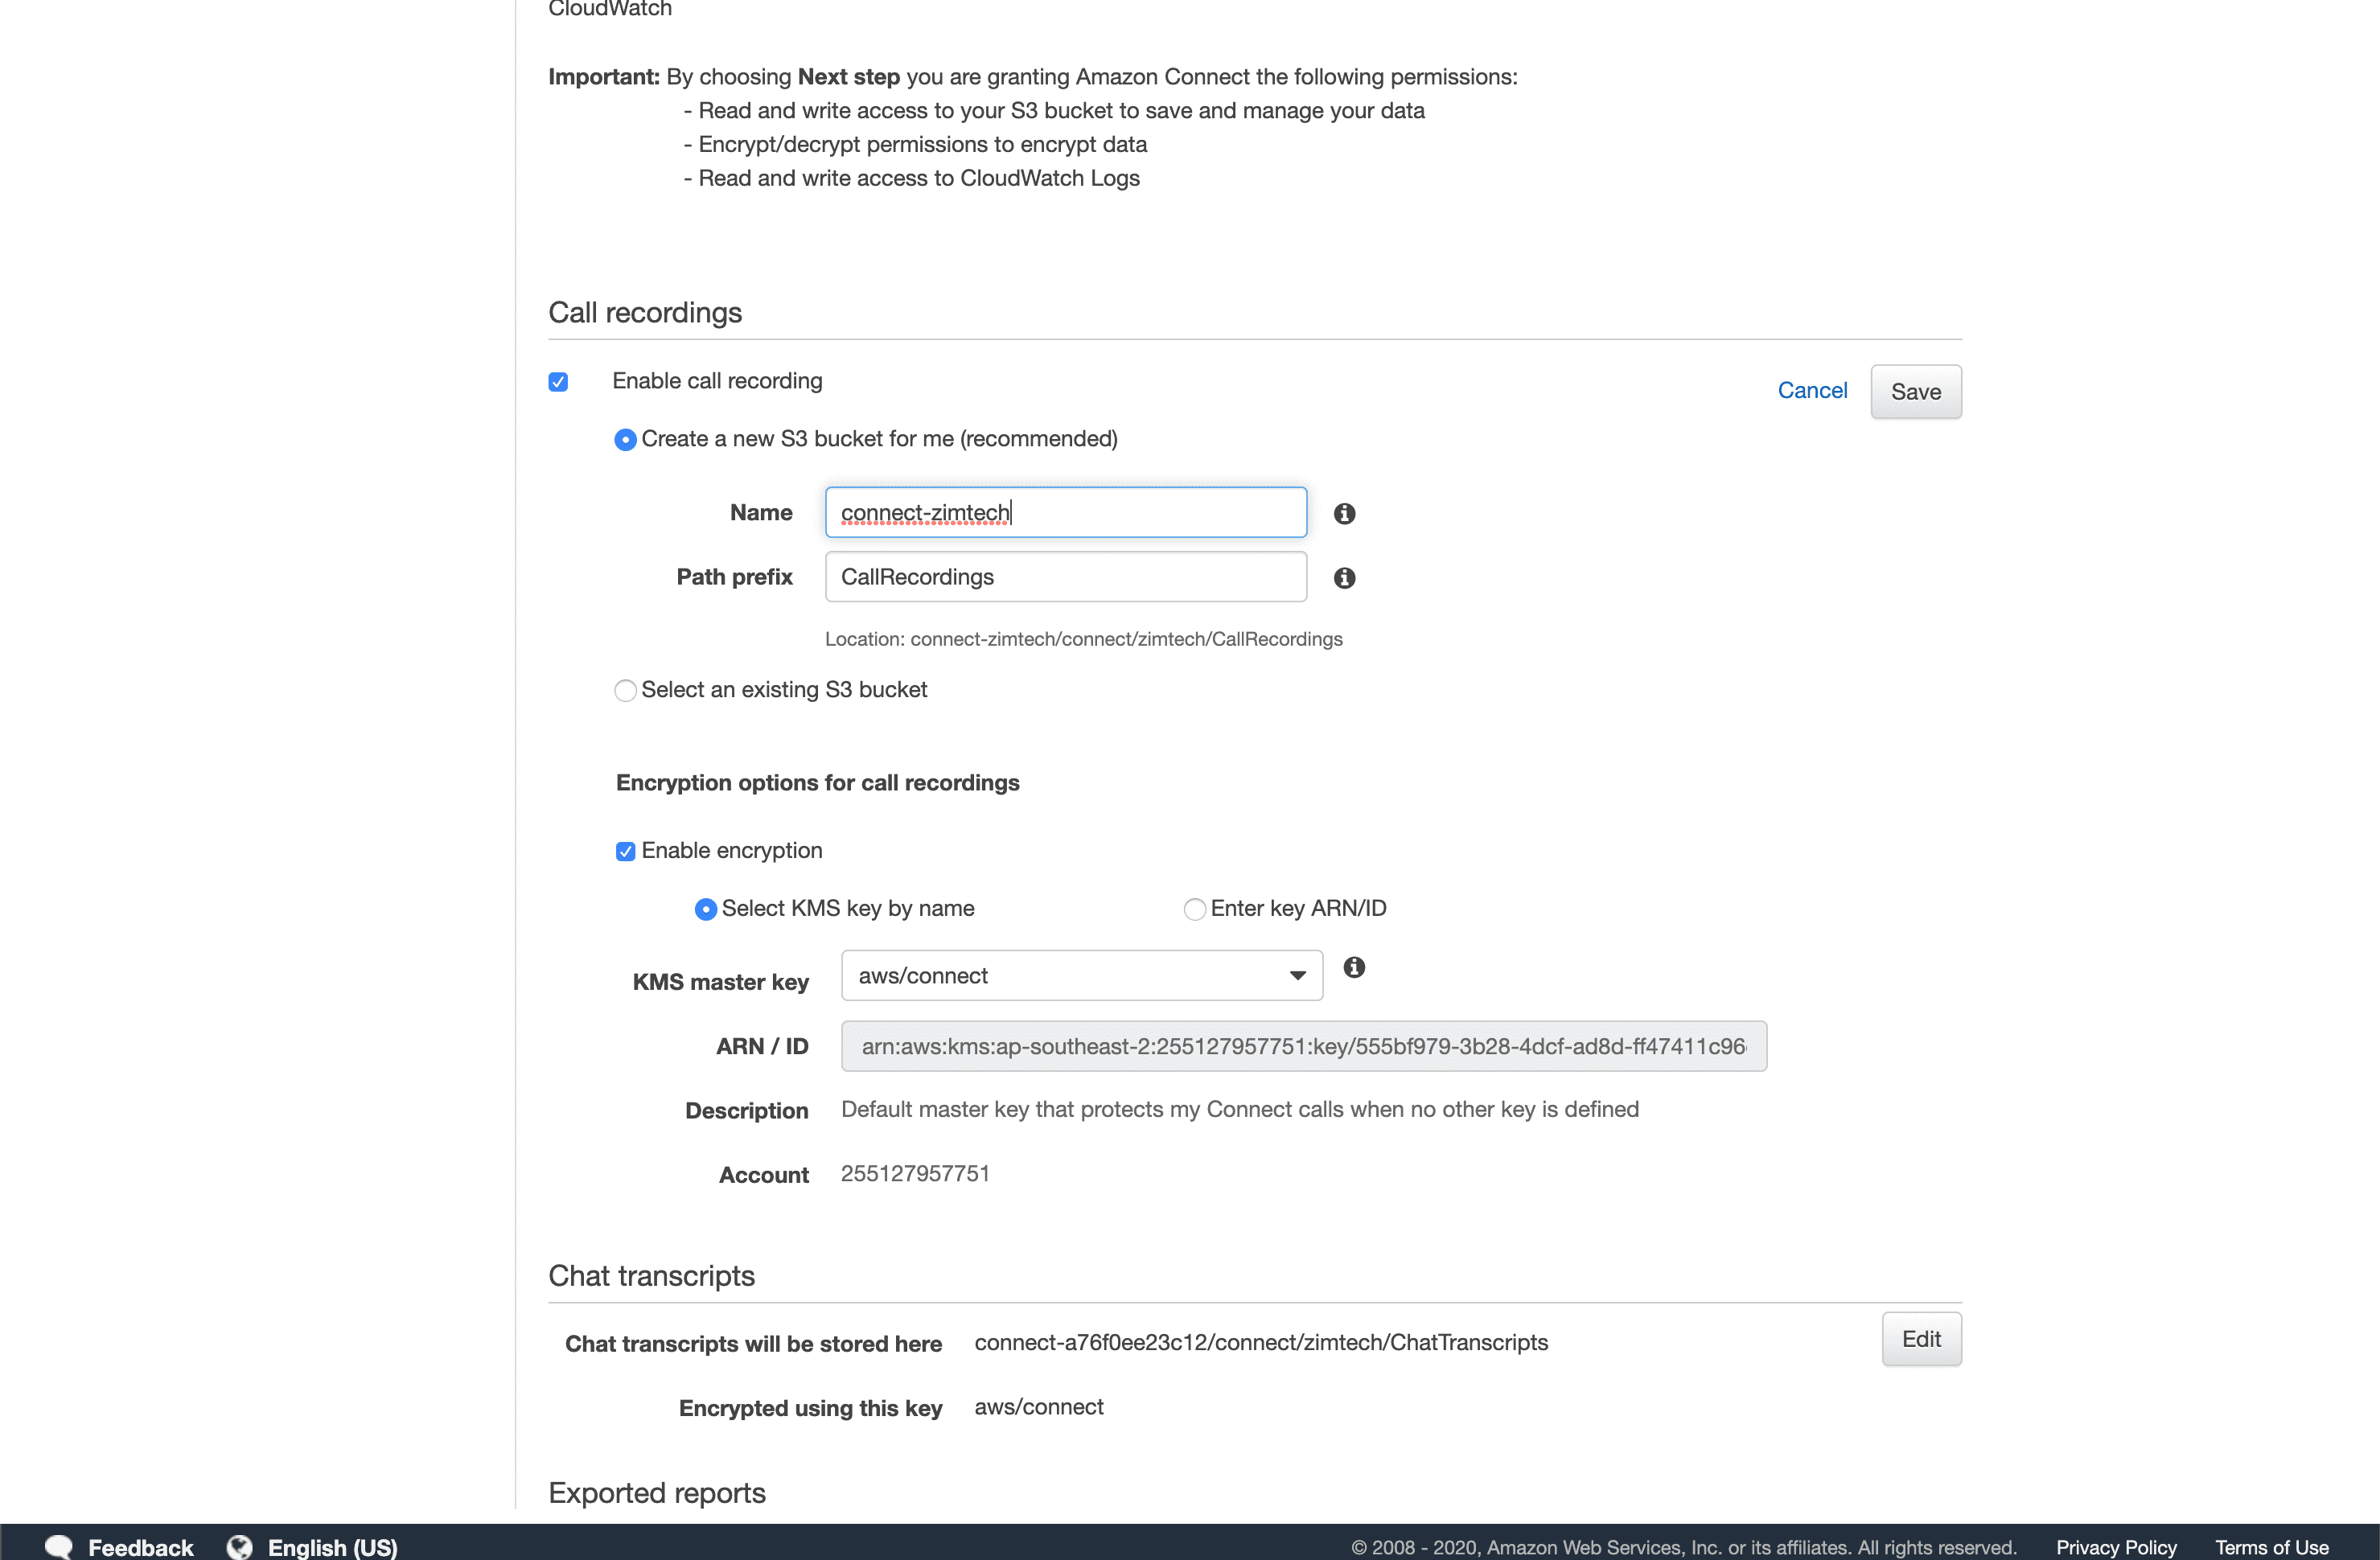 CloudWatch
Important: By choosing Next step you are granting Amazon Connect the following permissions:
- Read and write access to your S3 bucket to save and manage your data
- Encrypt/decrypt permissions to encrypt data
- Read and write access to CloudWatch Logs
Call recordings
Enable call recording
Cancel
Save
Create a new S3 bucket for me (recommended)
Name connect-zimtech
Path prefix CallRecordings
Location: connect-zimtech/connect/zimtech/CallRecordings
Select an existing S3 bucket
Encryption options for call recordings
Enable encryption
Select KMS key by name Enter key ARN/ID
KMS master key aws/connect
ARN / ID arn:aws:kms:ap-southeast-2:255127957751:key/555bf979-3b28-4dcf-ad8d-ff47411c96
Description Default master key that protects my Connect calls when no other key is defined
Account 255127957751
Chat transcripts
Chat transcripts will be stored here connect-a76f0ee23c12/connect/zimtech/ChatTranscripts
Edit
Encrypted using this key aws/connect
Exported reports
Feedback English (US) © 2008 - 2020, Amazon Web Services, Inc. or its affiliates. All rights reserved. Privacy Policy Terms of Use